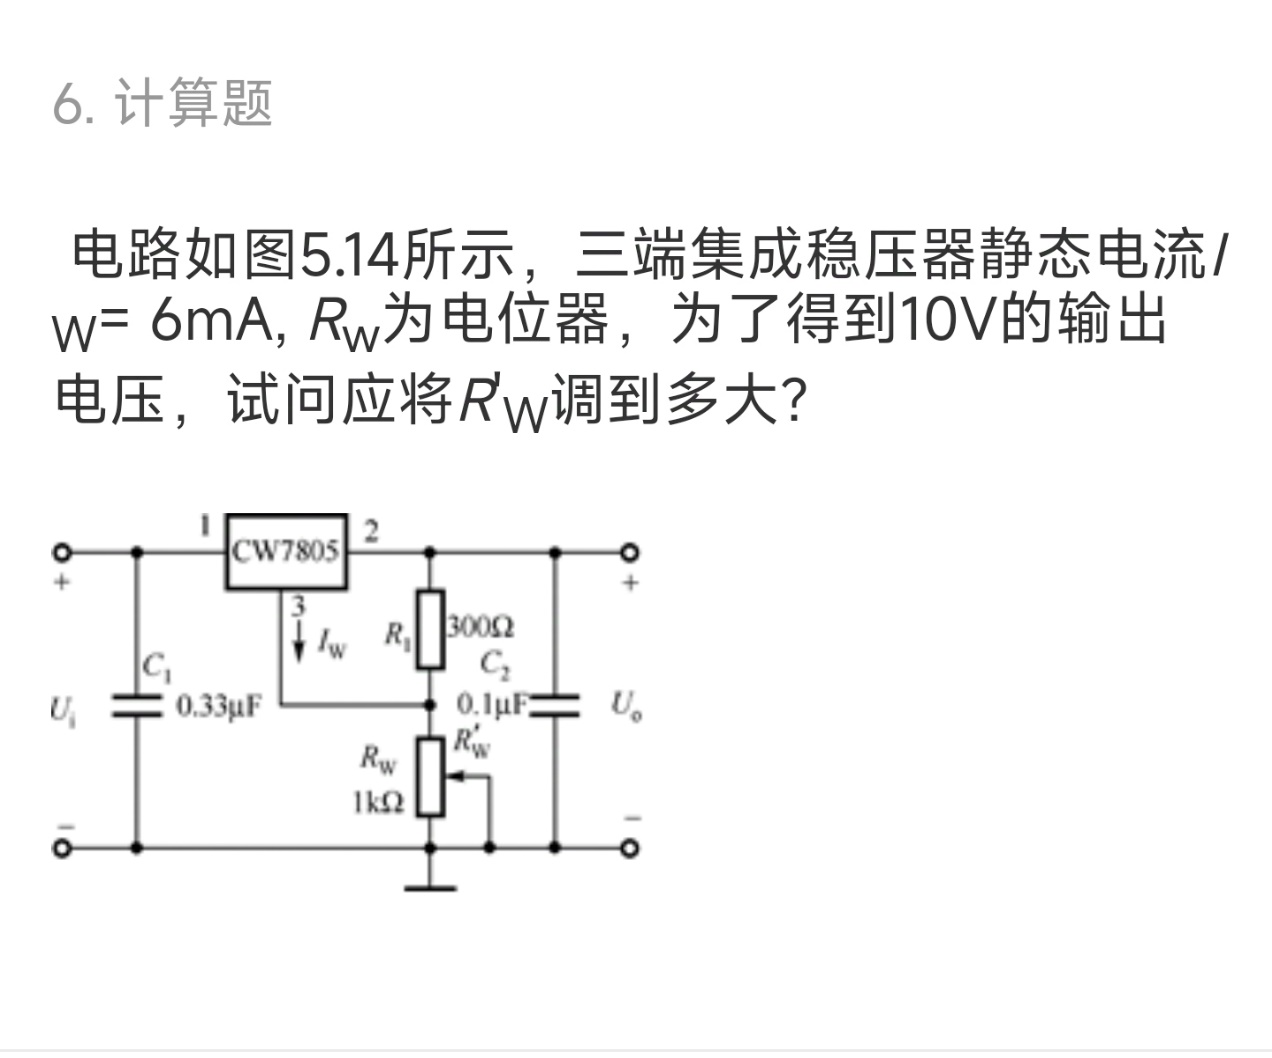 6. 计算题
电路如图5.14所示，三端集成稳压器静态电流I
W= 6mA, RW为电位器，为了得到10V的输出
电压，试问应将R'W调到多大?
1
CW7805
2
+
+
3
IW
R1
300Ω
C1
C2
Ui
0.33μF
0.1μF
Uo
R'W
RW
1kΩ
−
−